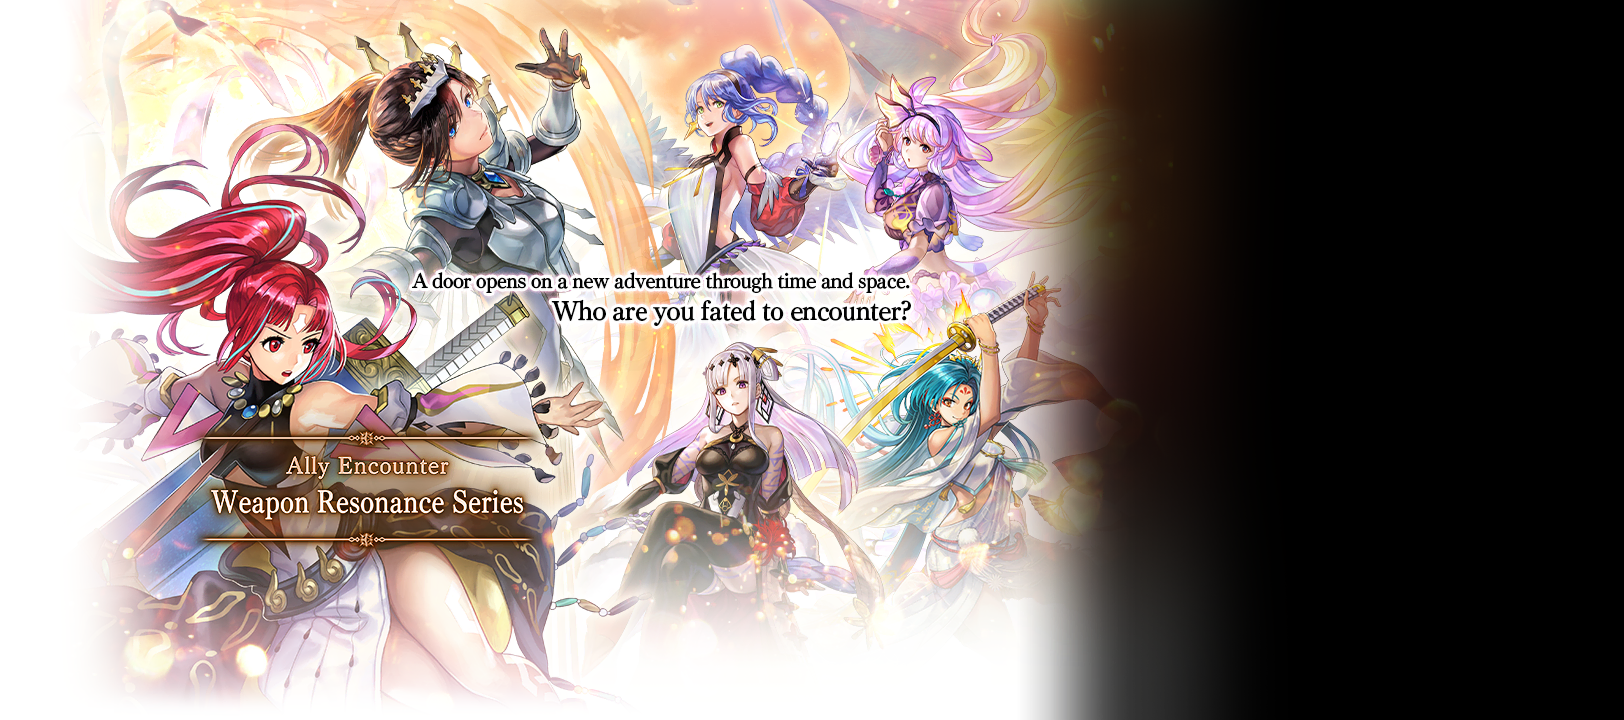 A door opens on a new adventure through time and space.
Who are you fated to encounter?
Ally Encounter
Weapon Resonance Series